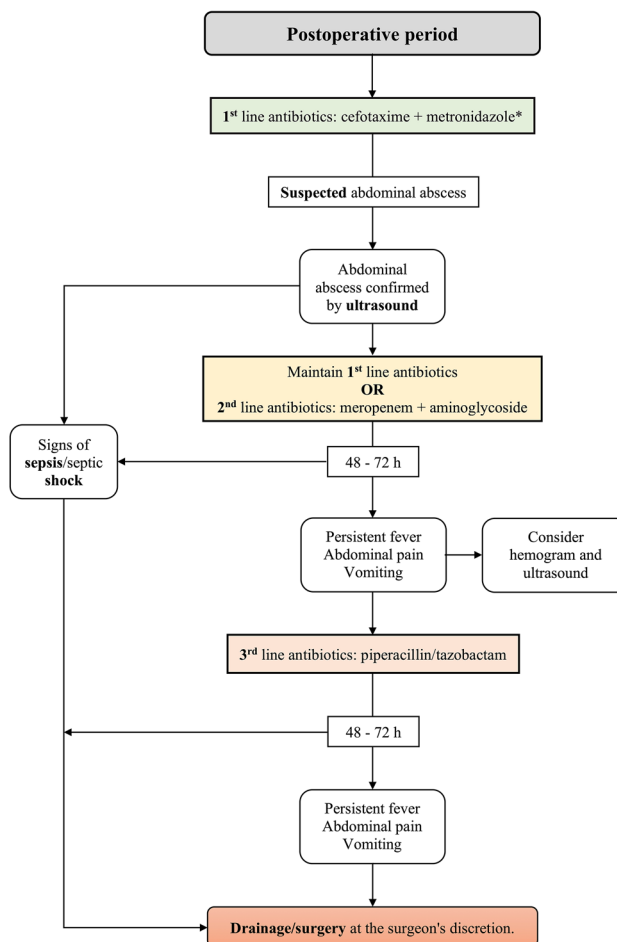 Postoperative period
1st line antibiotics: cefotaxime + metronidazole*
Suspected abdominal abscess
Abdominal
abscess confirmed
by ultrasound
Maintain 1st line antibiotics
OR
2nd line antibiotics: meropenem + aminoglycoside
Signs of
sepsis/septic
shock
48 - 72 h
Persistent fever
Abdominal pain
Vomiting
Consider
hemogram and
ultrasound
3rd line antibiotics: piperacillin/tazobactam
48 - 72 h
Persistent fever
Abdominal pain
Vomiting
Drainage/surgery at the surgeon's discretion.